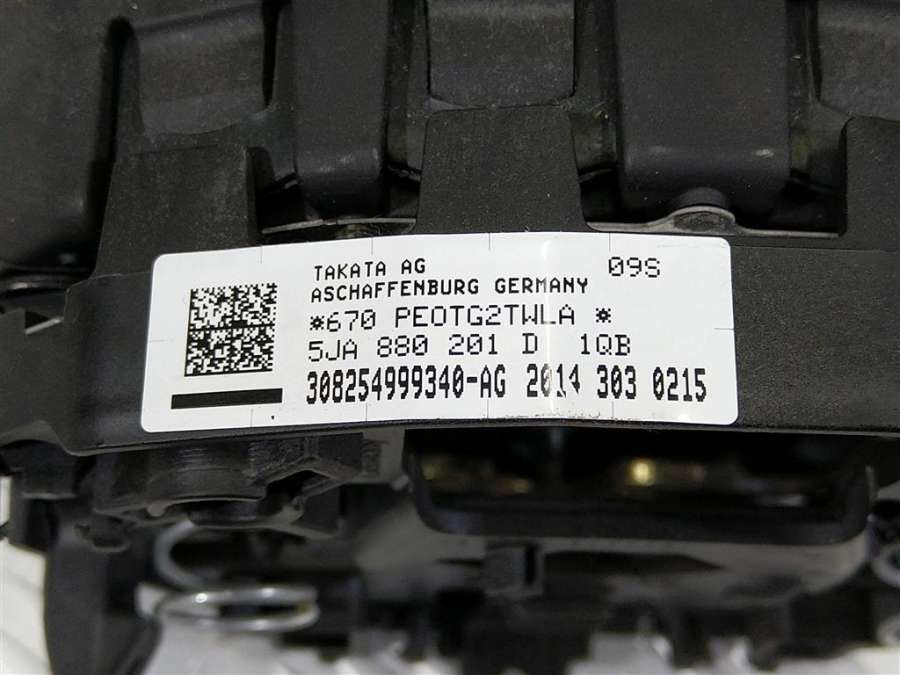 TAKATA AG 09S
ASCHAFFENBURG GERMANY
*670 PEOTG2TWLA *
5JA 880 201 D 1QB
308254999340-AG 2014 303 0215